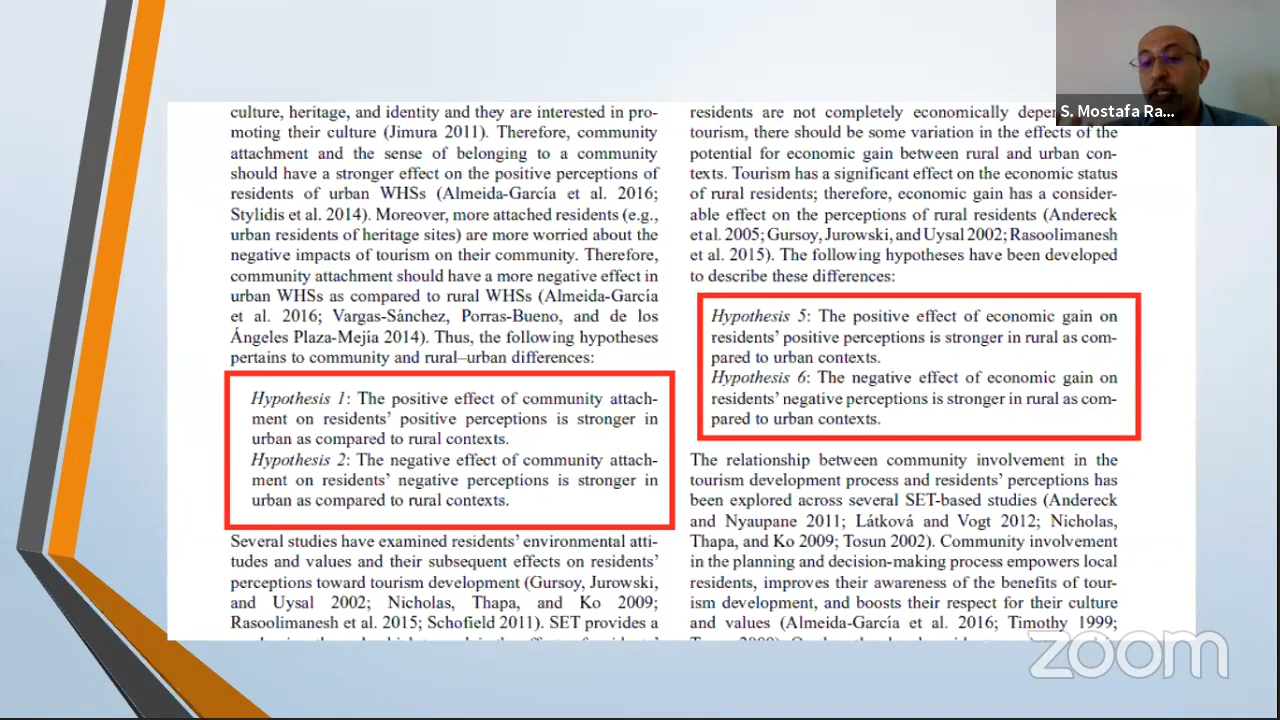 culture, heritage, and identity and they are interested in pro-
moting their culture (Jimura 2011). Therefore, community
attachment and the sense of belonging to a community
should have a stronger effect on the positive perceptions of
residents of urban WHSs (Almeida-García et al. 2016;
Stylidis et al. 2014). Moreover, more attached residents (e.g.,
urban residents of heritage sites) are more worried about the
negative impacts of tourism on their community. Therefore,
community attachment should have a more negative effect in
urban WHSs as compared to rural WHSs (Almeida-García
et al. 2016; Vargas-Sánchez, Porras-Bueno, and de los
Ángeles Plaza-Mejía 2014). Thus, the following hypotheses
pertains to community and rural–urban differences:
Hypothesis 1: The positive effect of community attach-
ment on residents' positive perceptions is stronger in
urban as compared to rural contexts.
Hypothesis 2: The negative effect of community attach-
ment on residents' negative perceptions is stronger in
urban as compared to rural contexts.
Several studies have examined residents' environmental atti-
tudes and values and their subsequent effects on residents'
perceptions toward tourism development (Gursoy, Jurowski,
and Uysal 2002; Nicholas, Thapa, and Ko 2009;
Rasoolimanesh et al. 2015; Schofield 2011). SET provides a
residents are not completely economically
tourism, there should be some variation in the effects of the
potential for economic gain between rural and urban con-
texts. Tourism has a significant effect on the economic status
of rural residents; therefore, economic gain has a consider-
able effect on the perceptions of rural residents (Andereck
et al. 2005; Gursoy, Jurowski, and Uysal 2002; Rasoolimanesh
et al. 2015). The following hypotheses have been developed
to describe these differences:
Hypothesis 5: The positive effect of economic gain on
residents' positive perceptions is stronger in rural as com-
pared to urban contexts.
Hypothesis 6: The negative effect of economic gain on
residents' negative perceptions is stronger in rural as com-
pared to urban contexts.
The relationship between community involvement in the
tourism development process and residents' perceptions has
been explored across several SET-based studies (Andereck
and Nyaupane 2011; Látková and Vogt 2012; Nicholas,
Thapa, and Ko 2009; Tosun 2002). Community involvement
in the planning and decision-making process empowers local
residents, improves their awareness of the benefits of tour-
ism development, and boosts their respect for their culture
and values (Almeida-García et al. 2016; Timothy 1999;
S. Mostafa Ra...
zoom